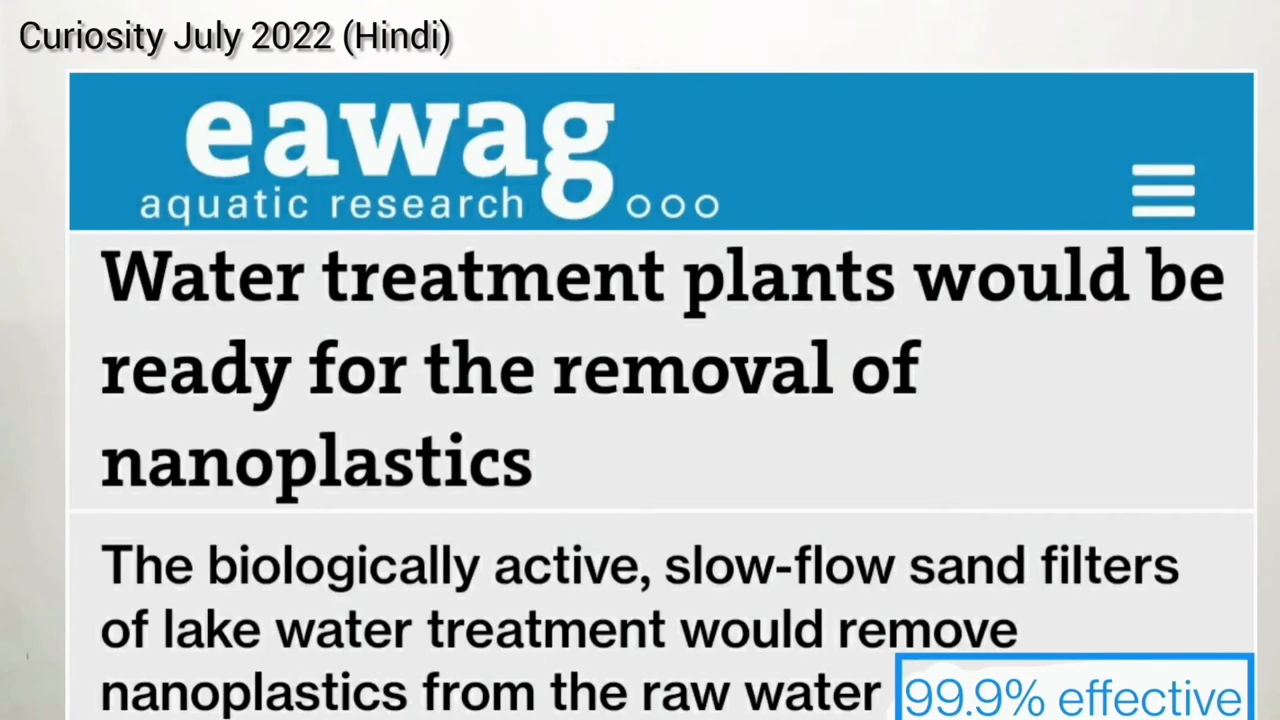 Curiosity July 2022 (Hindi)
eawag
aquatic research ooo
Water treatment plants would be
ready for the removal of
nanoplastics
The biologically active, slow-flow sand filters
of lake water treatment would remove
nanoplastics from the raw water 99.9% effective